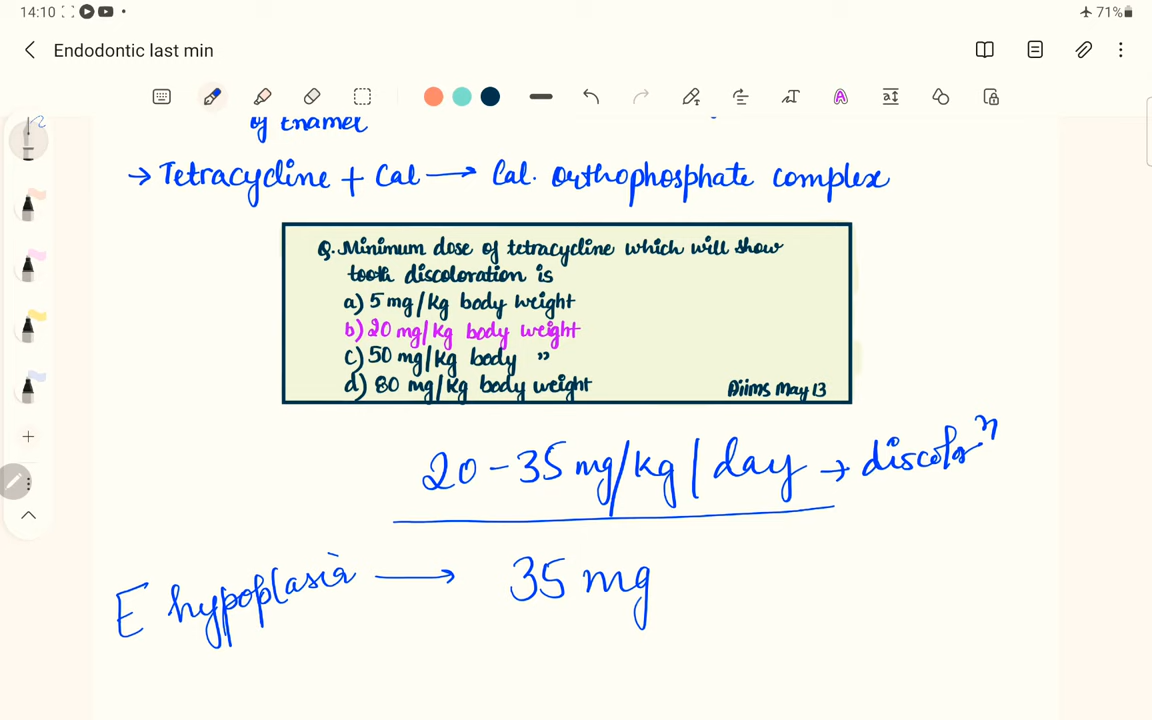 14:10
71%
Endodontic last min
of Enamel
→ Tetracycline + Cal → Cal. Orthophosphate complex
Q. Minimum dose of tetracycline which will show
tooth discoloration is
a) 5 mg/kg body weight
b) 20 mg/kg body weight
c) 50 mg/kg body "
d) 80 mg/kg body weight
Aiims May 13
20 - 35 mg/kg/day → discolorⁿ
E hypoplasia → 35 mg